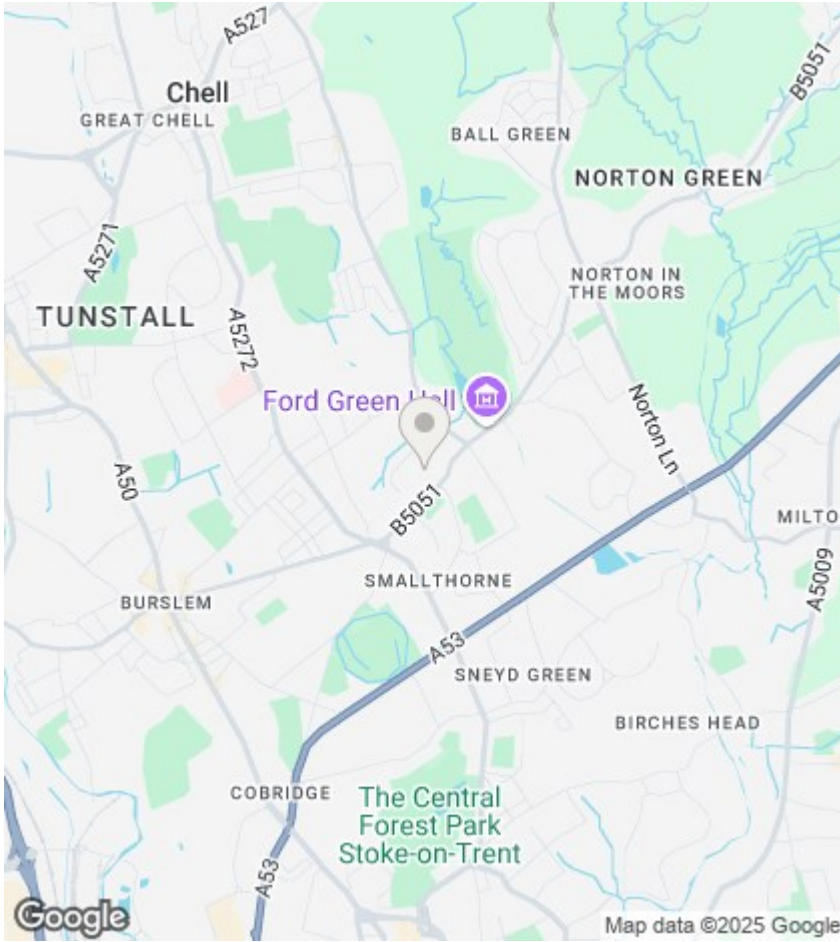 A527
Chell
GREAT CHELL
B5051
BALL GREEN
NORTON GREEN
A5271
NORTON IN
THE MOORS
TUNSTALL
A5272
Ford Green Hall
Norton Ln
A50
B5051
MILTO
SMALLTHORNE
A5009
BURSLEM
A53
SNEYD GREEN
BIRCHES HEAD
COBRIDGE
The Central
Forest Park
Stoke-on-Trent
A53
Google
Map data ©2025 Google